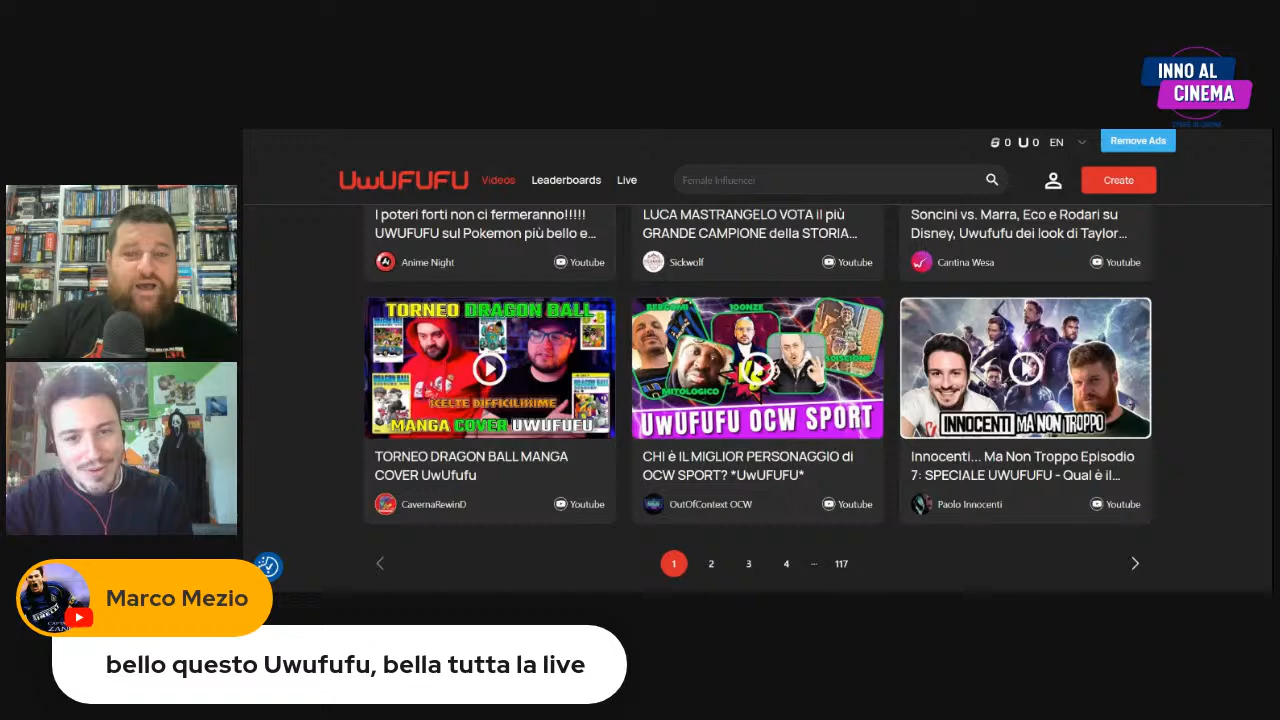 INNO AL
CINEMA
0 0 EN
Remove Ads
UWUFUFU Videos Leaderboards Live
Female Influencer
Create
I poteri forti non ci fermeranno!!!!!
UWUFUFU sul Pokemon più bello e...
Anime Night
Youtube
LUCA MASTRANGELO VOTA il più
GRANDE CAMPIONE della STORIA...
Sickwolf
Youtube
Soncini vs. Marra, Eco e Rodari su
Disney, Uwufufu dei look di Taylor...
Cantina Wesa
Youtube
TORNEO DRAGON BALL
SCELTE DIFFICILISSIME
MANGA COVER UWUFUFU
TORNEO DRAGON BALL MANGA
COVER UwUfufu
CavernaRewinD
Youtube
100NZE
MITOLOGICO
UWUFUFU OCW SPORT
CHI è IL MIGLIOR PERSONAGGIO di
OCW SPORT? *UwUFUFU*
OutOfContext OCW
Youtube
INNOCENTI MA NON TROPPO
Innocenti... Ma Non Troppo Episodio
7: SPECIALE UWUFUFU - Qual è il...
Paolo Innocenti
Youtube
1 2 3 4 ... 117
Marco Mezio
bello questo Uwufufu, bella tutta la live